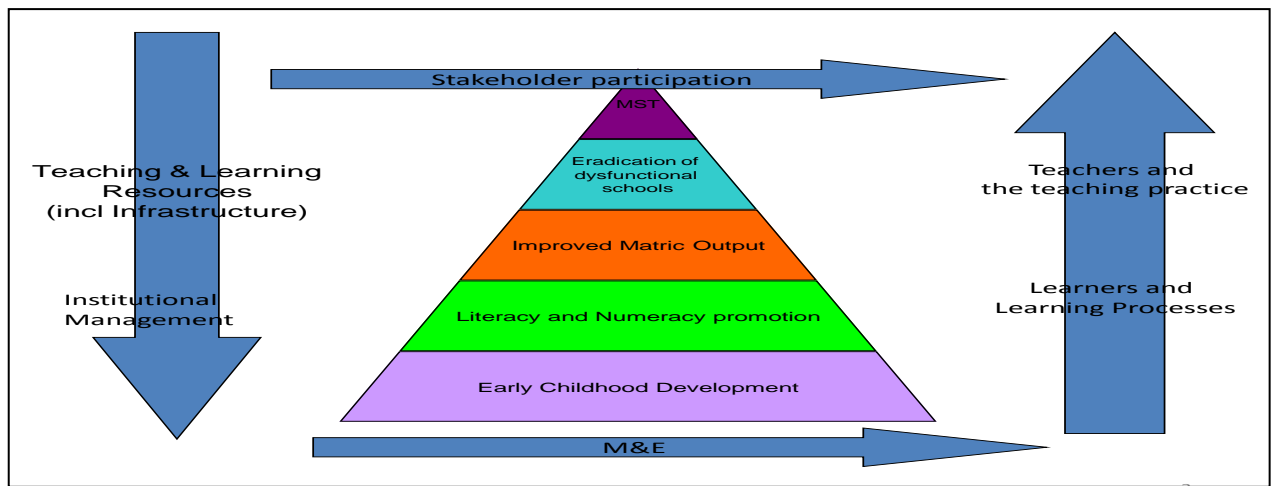 Stakeholder participation
MST
Teaching & Learning
Resources
(incl Infrastructure)
Eradication of
dysfunctional
schools
Teachers and
the teaching practice
Improved Matric Output
Institutional
Management
Learners and
Learning Processes
Literacy and Numeracy promotion
Early Childhood Development
M&E